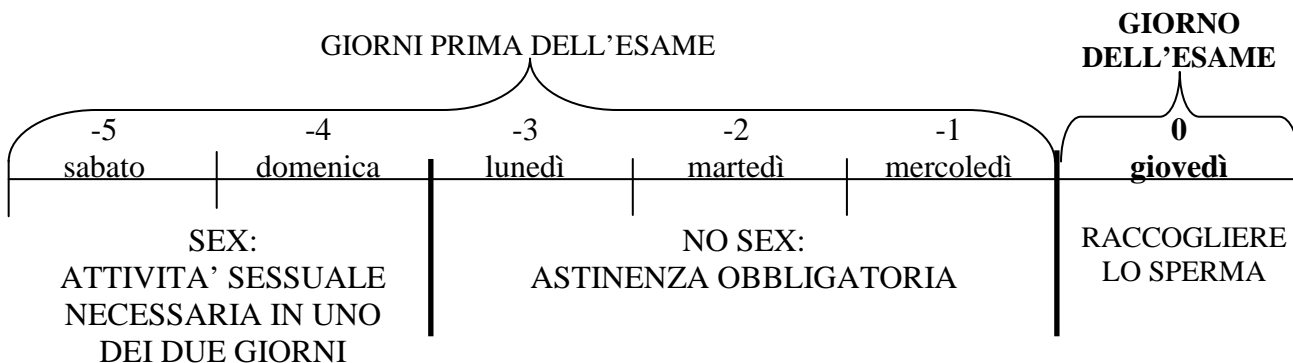 GIORNI PRIMA DELL’ESAME
GIORNO
DELL’ESAME
-5
-4
-3
-2
-1
0
sabato
domenica
lunedì
martedì
mercoledì
giovedì
SEX:
ATTIVITA’ SESSUALE
NECESSARIA IN UNO
DEI DUE GIORNI
NO SEX:
ASTINENZA OBBLIGATORIA
RACCOGLIERE
LO SPERMA